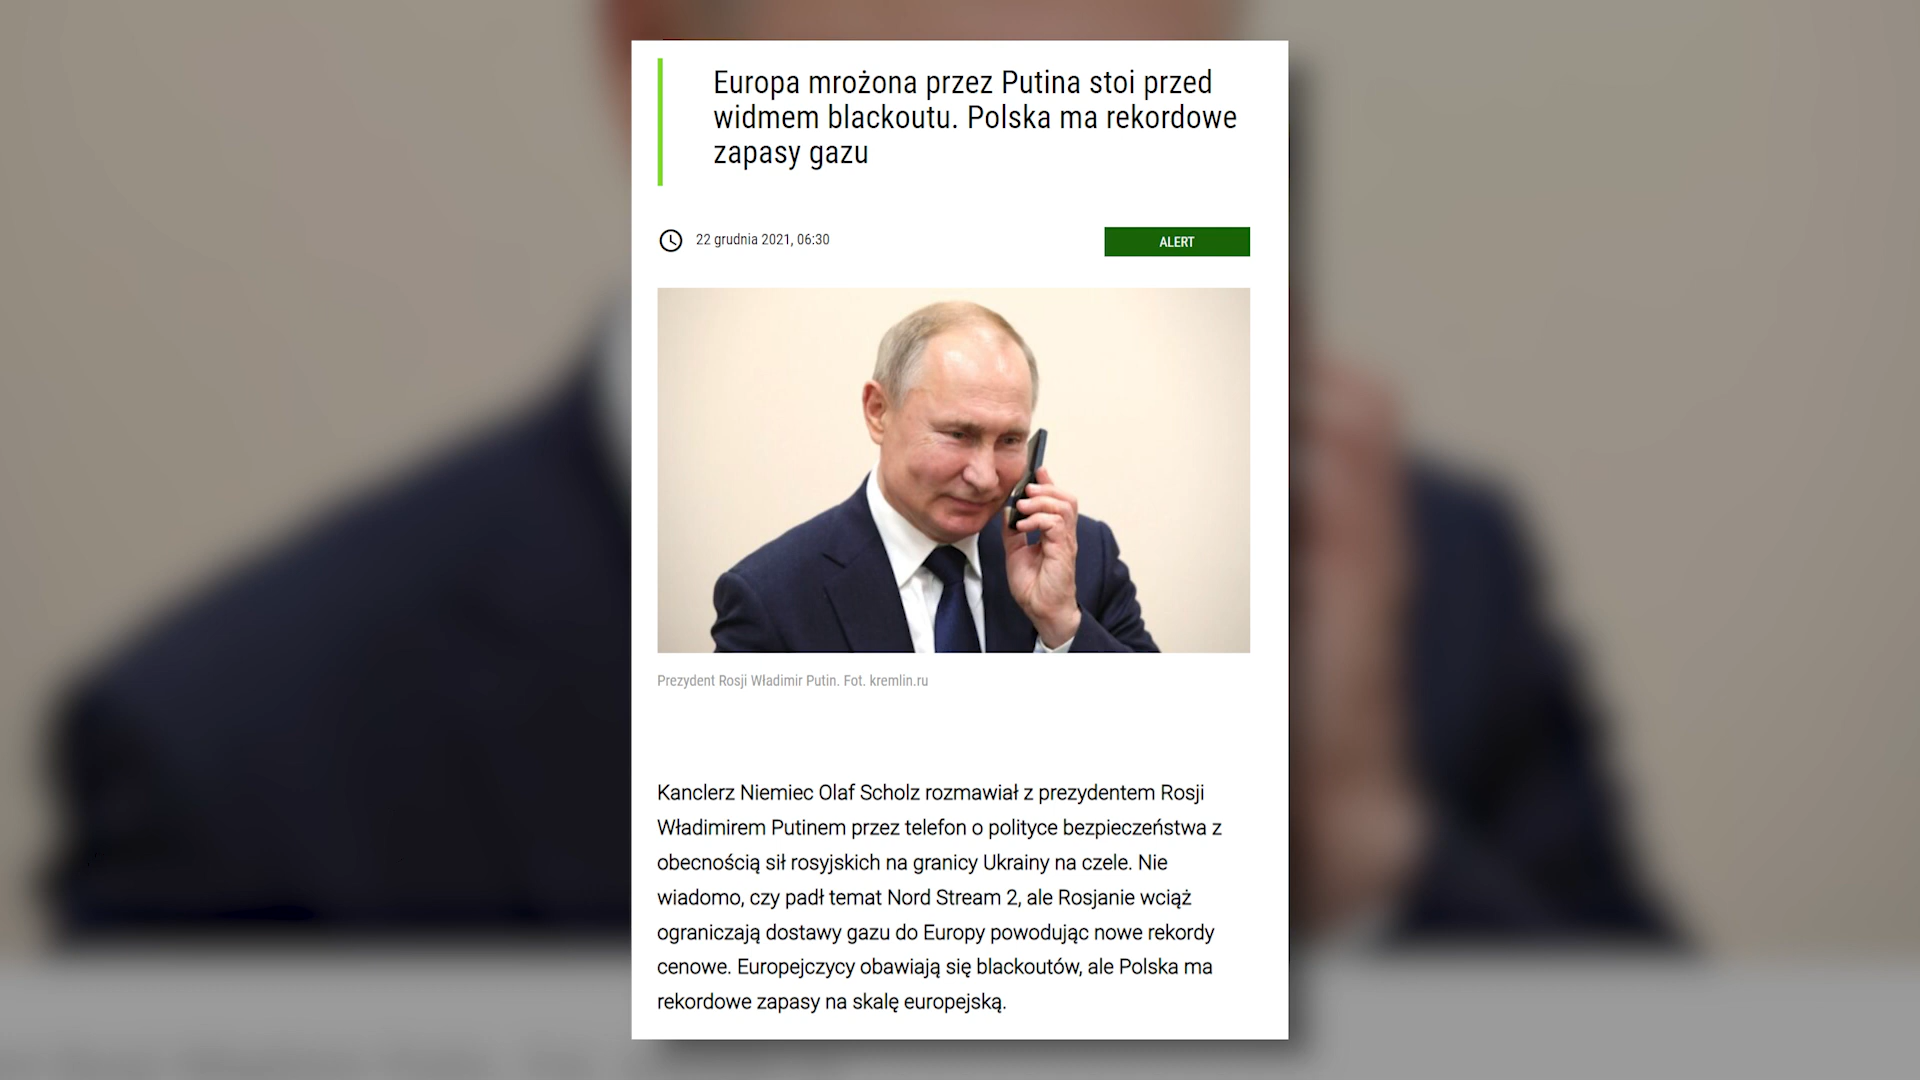 Europa mrożona przez Putina stoi przed
widmem blackoutu. Polska ma rekordowe
zapasy gazu
22 grudnia 2021, 06:30
ALERT
Prezydent Rosji Władimir Putin. Fot. kremlin.ru
Kanclerz Niemiec Olaf Scholz rozmawiał z prezydentem Rosji
Władimirem Putinem przez telefon o polityce bezpieczeństwa z
obecnością sił rosyjskich na granicy Ukrainy na czele. Nie
wiadomo, czy padł temat Nord Stream 2, ale Rosjanie wciąż
ograniczają dostawy gazu do Europy powodując nowe rekordy
cenowe. Europejczycy obawiają się blackoutów, ale Polska ma
rekordowe zapasy na skalę europejską.